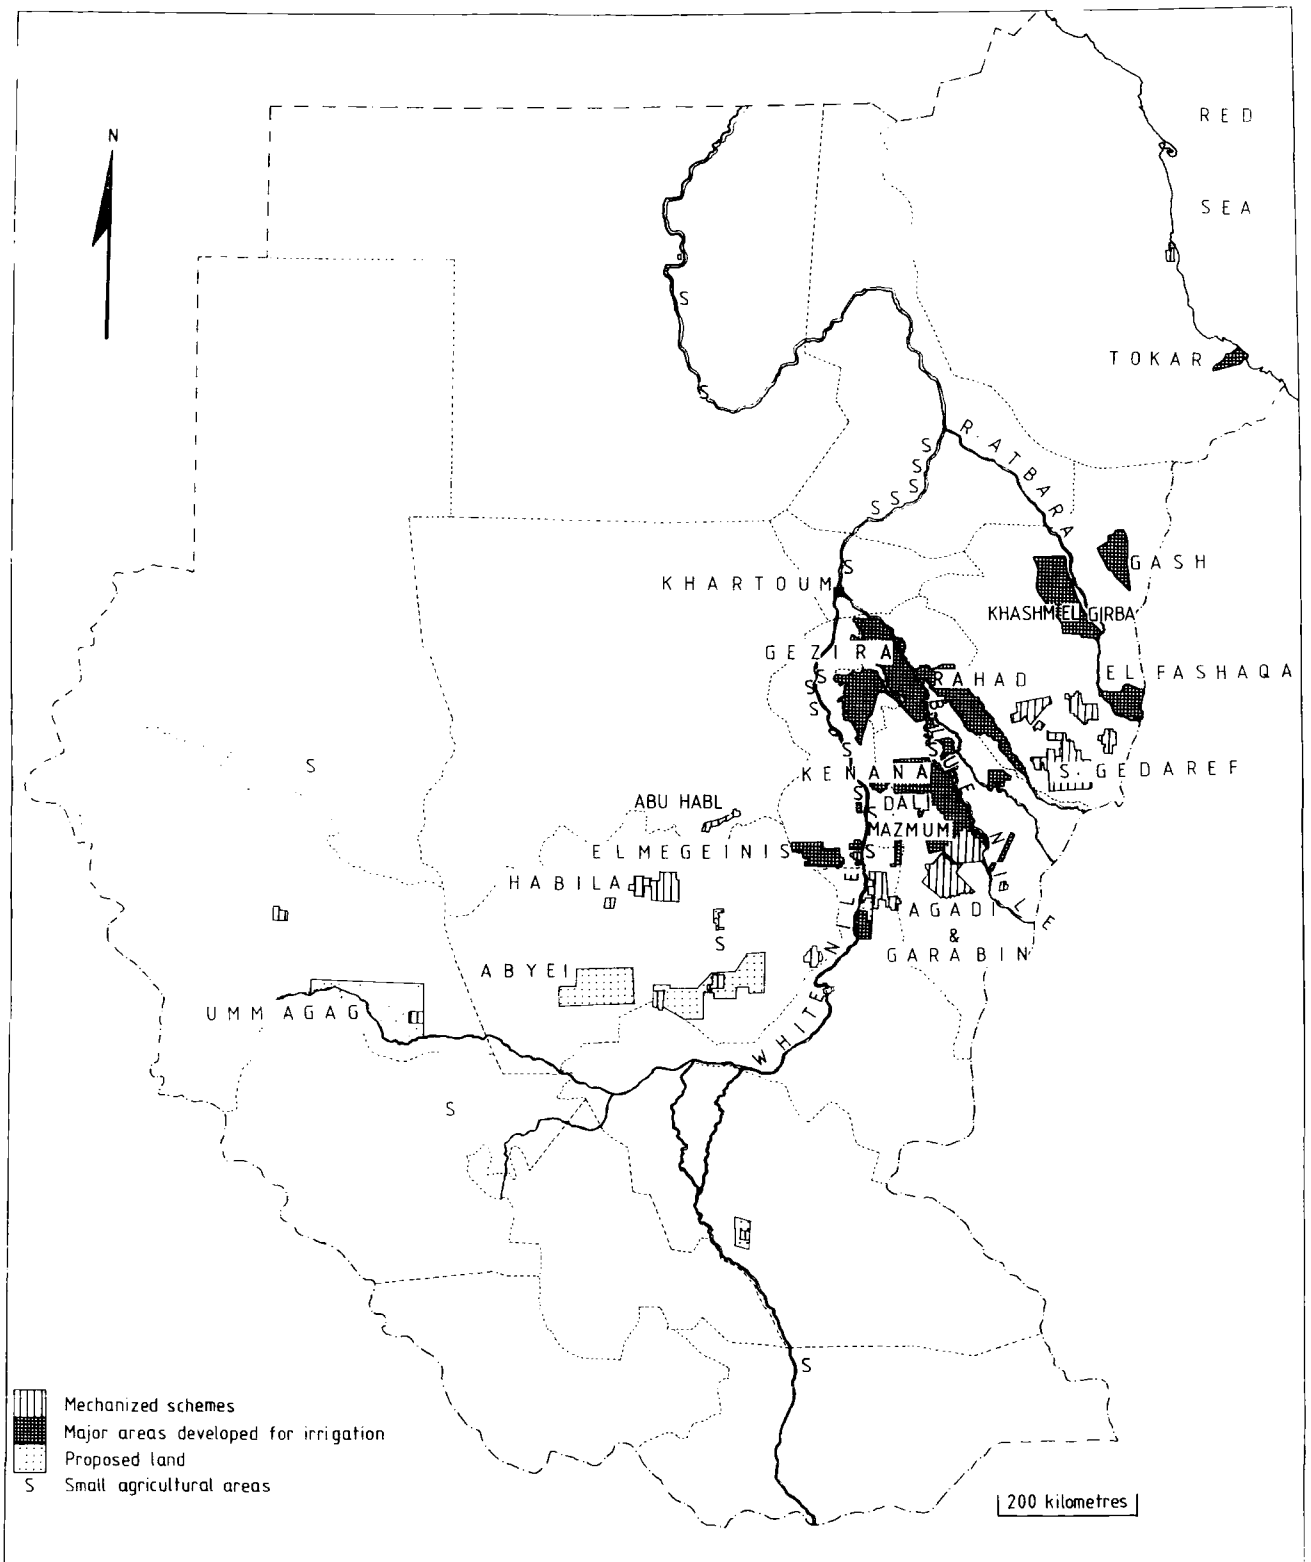 N
RED
SEA
S
TOKAR
S
R. ATBARA
S
S
S
S
S
GASH
S
KHARTOUM
KHASHM EL GIRBA
GEZIRA
EL FASHAQA
S
RAHAD
S
S
BLUE NILE
S
S
S
KENANA
S. GEDAREF
S
DALI
ABU HABL
S
MAZMUM
ELMEGEINIS
S
HABILA
AGADI
&
GARABIN
S
ABYEI
WHITE NILE
UMM AGAG
S
S
Mechanized schemes
Major areas developed for irrigation
Proposed land
S Small agricultural areas
200 kilometres